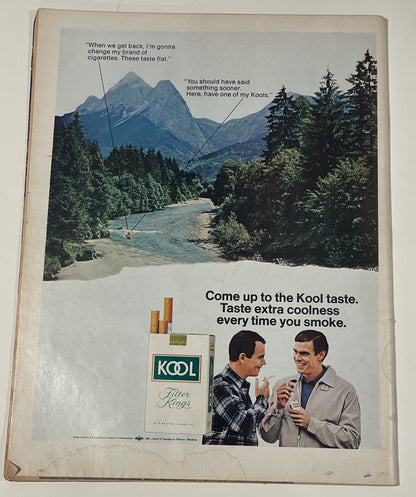 "When we get back, I'm gonna
change my brand of
cigarettes. These taste flat."
"You should have said
something sooner.
Here, have one of my Kools."
Come up to the Kool taste.
Taste extra coolness
every time you smoke.
KOOL
Filter
Kings